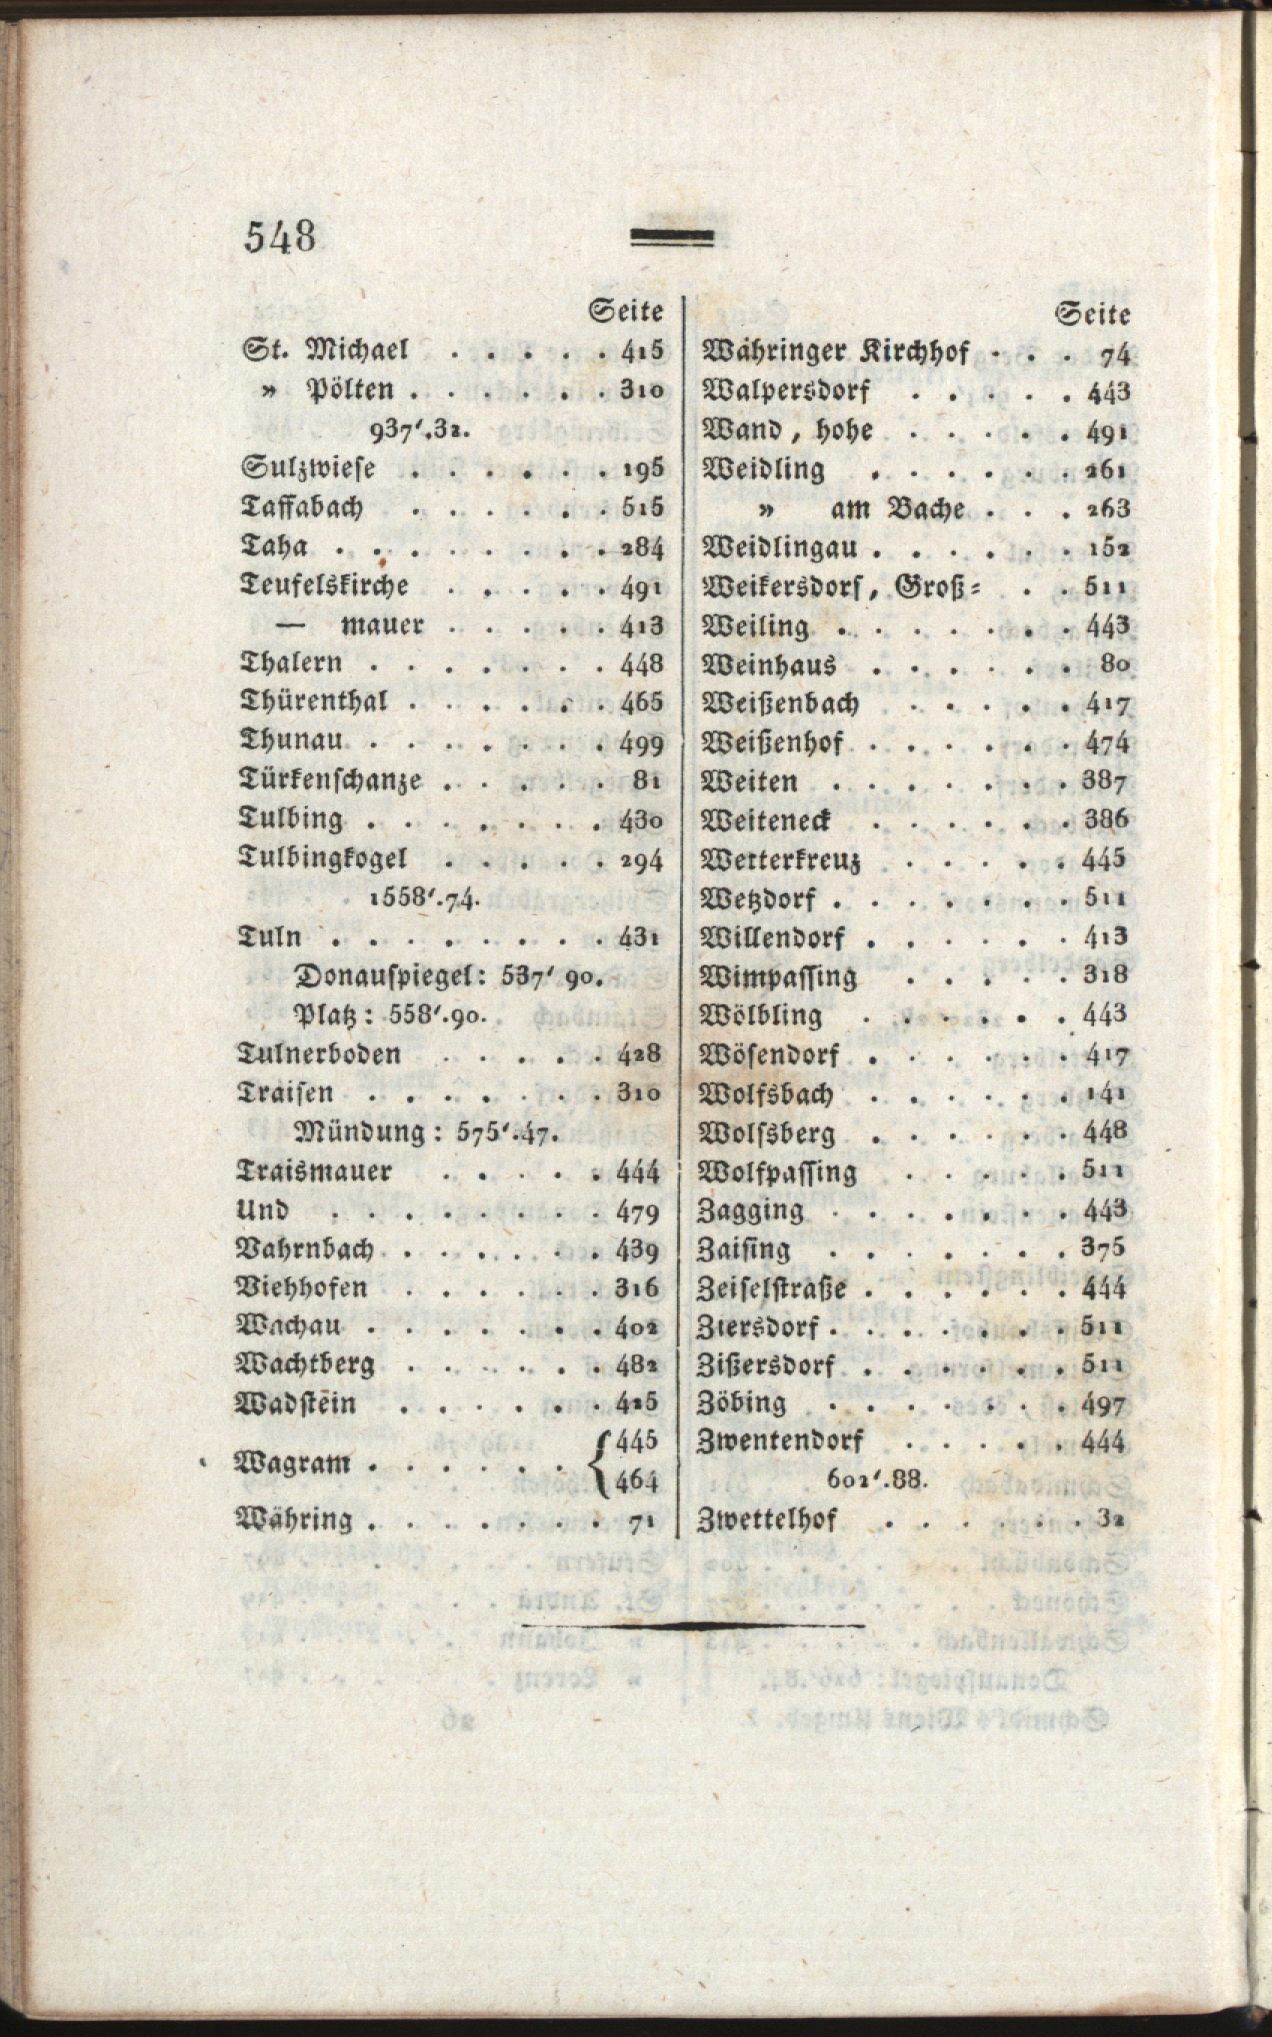 548
Seite
St. Michael . . . . . 415
» Pölten . . . . . . 310
937′.32.
Sulzwiese . . . . . . 195
Taffabach . . . . . . 515
Taha . . . . . . . . 284
Teufelskirche . . . . . 491
— mauer . . . . . 413
Thalern . . . . . . . 448
Thürenthal . . . . . . 465
Thunau . . . . . . . 499
Türkenschanze . . . . . 81
Tulbing . . . . . . . 430
Tulbingkogel . . . . . 294
1558′.74.
Tuln . . . . . . . . 431
Donauspiegel: 537′ 90.
Platz: 558′.90.
Tulnerboden . . . . . 428
Traisen . . . . . . . 310
Mündung: 575′.47.
Traismauer . . . . . 444
Und . . . . . . . . 479
Vahrnbach . . . . . . 439
Viehhofen . . . . . . 316
Wachau . . . . . . . 402
Wachtberg . . . . . . 482
Wadstein . . . . . . 425
Wagram . . . . . . { 445
464
Währing . . . . . . . 71
Seite
Währinger Kirchhof . . . 74
Walpersdorf . . . . . 443
Wand, hohe . . . . . 491
Weidling . . . . . . 261
» am Bache . . . 263
Weidlingau . . . . . . 152
Weikersdorf, Groß= . . 511
Weiling . . . . . . . 443
Weinhaus . . . . . . 80
Weißenbach . . . . . 417
Weißenhof . . . . . . 474
Weiten . . . . . . . 387
Weiteneck . . . . . . 386
Wetterkreuz . . . . . 445
Wetzdorf . . . . . . . 511
Willendorf . . . . . . 413
Wimpassing . . . . . 318
Wölbling . . . . . . 443
Wösendorf . . . . . . 417
Wolfsbach . . . . . . 141
Wolfsberg . . . . . . 448
Wolfpassing . . . . . 511
Zagging . . . . . . . 443
Zaising . . . . . . . 375
Zeiselstraße . . . . . . 444
Ziersdorf . . . . . . . 511
Zißersdorf . . . . . . 511
Zöbing . . . . . . . 497
Zwentendorf . . . . . 444
602′.88.
Zwettelhof . . . . . . 32